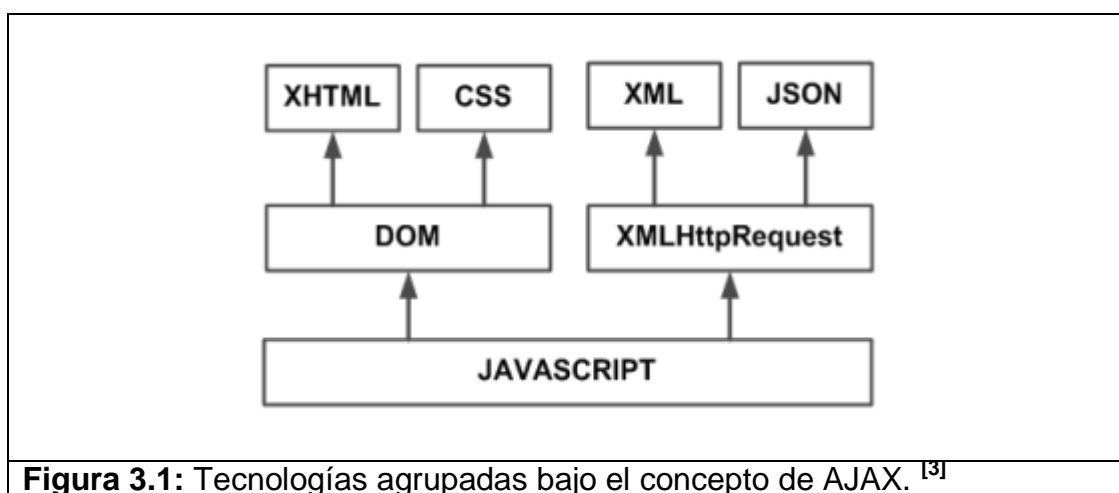 XHTML CSS XML JSON
DOM XMLHttpRequest
JAVASCRIPT
Figura 3.1: Tecnologías agrupadas bajo el concepto de AJAX. [3]